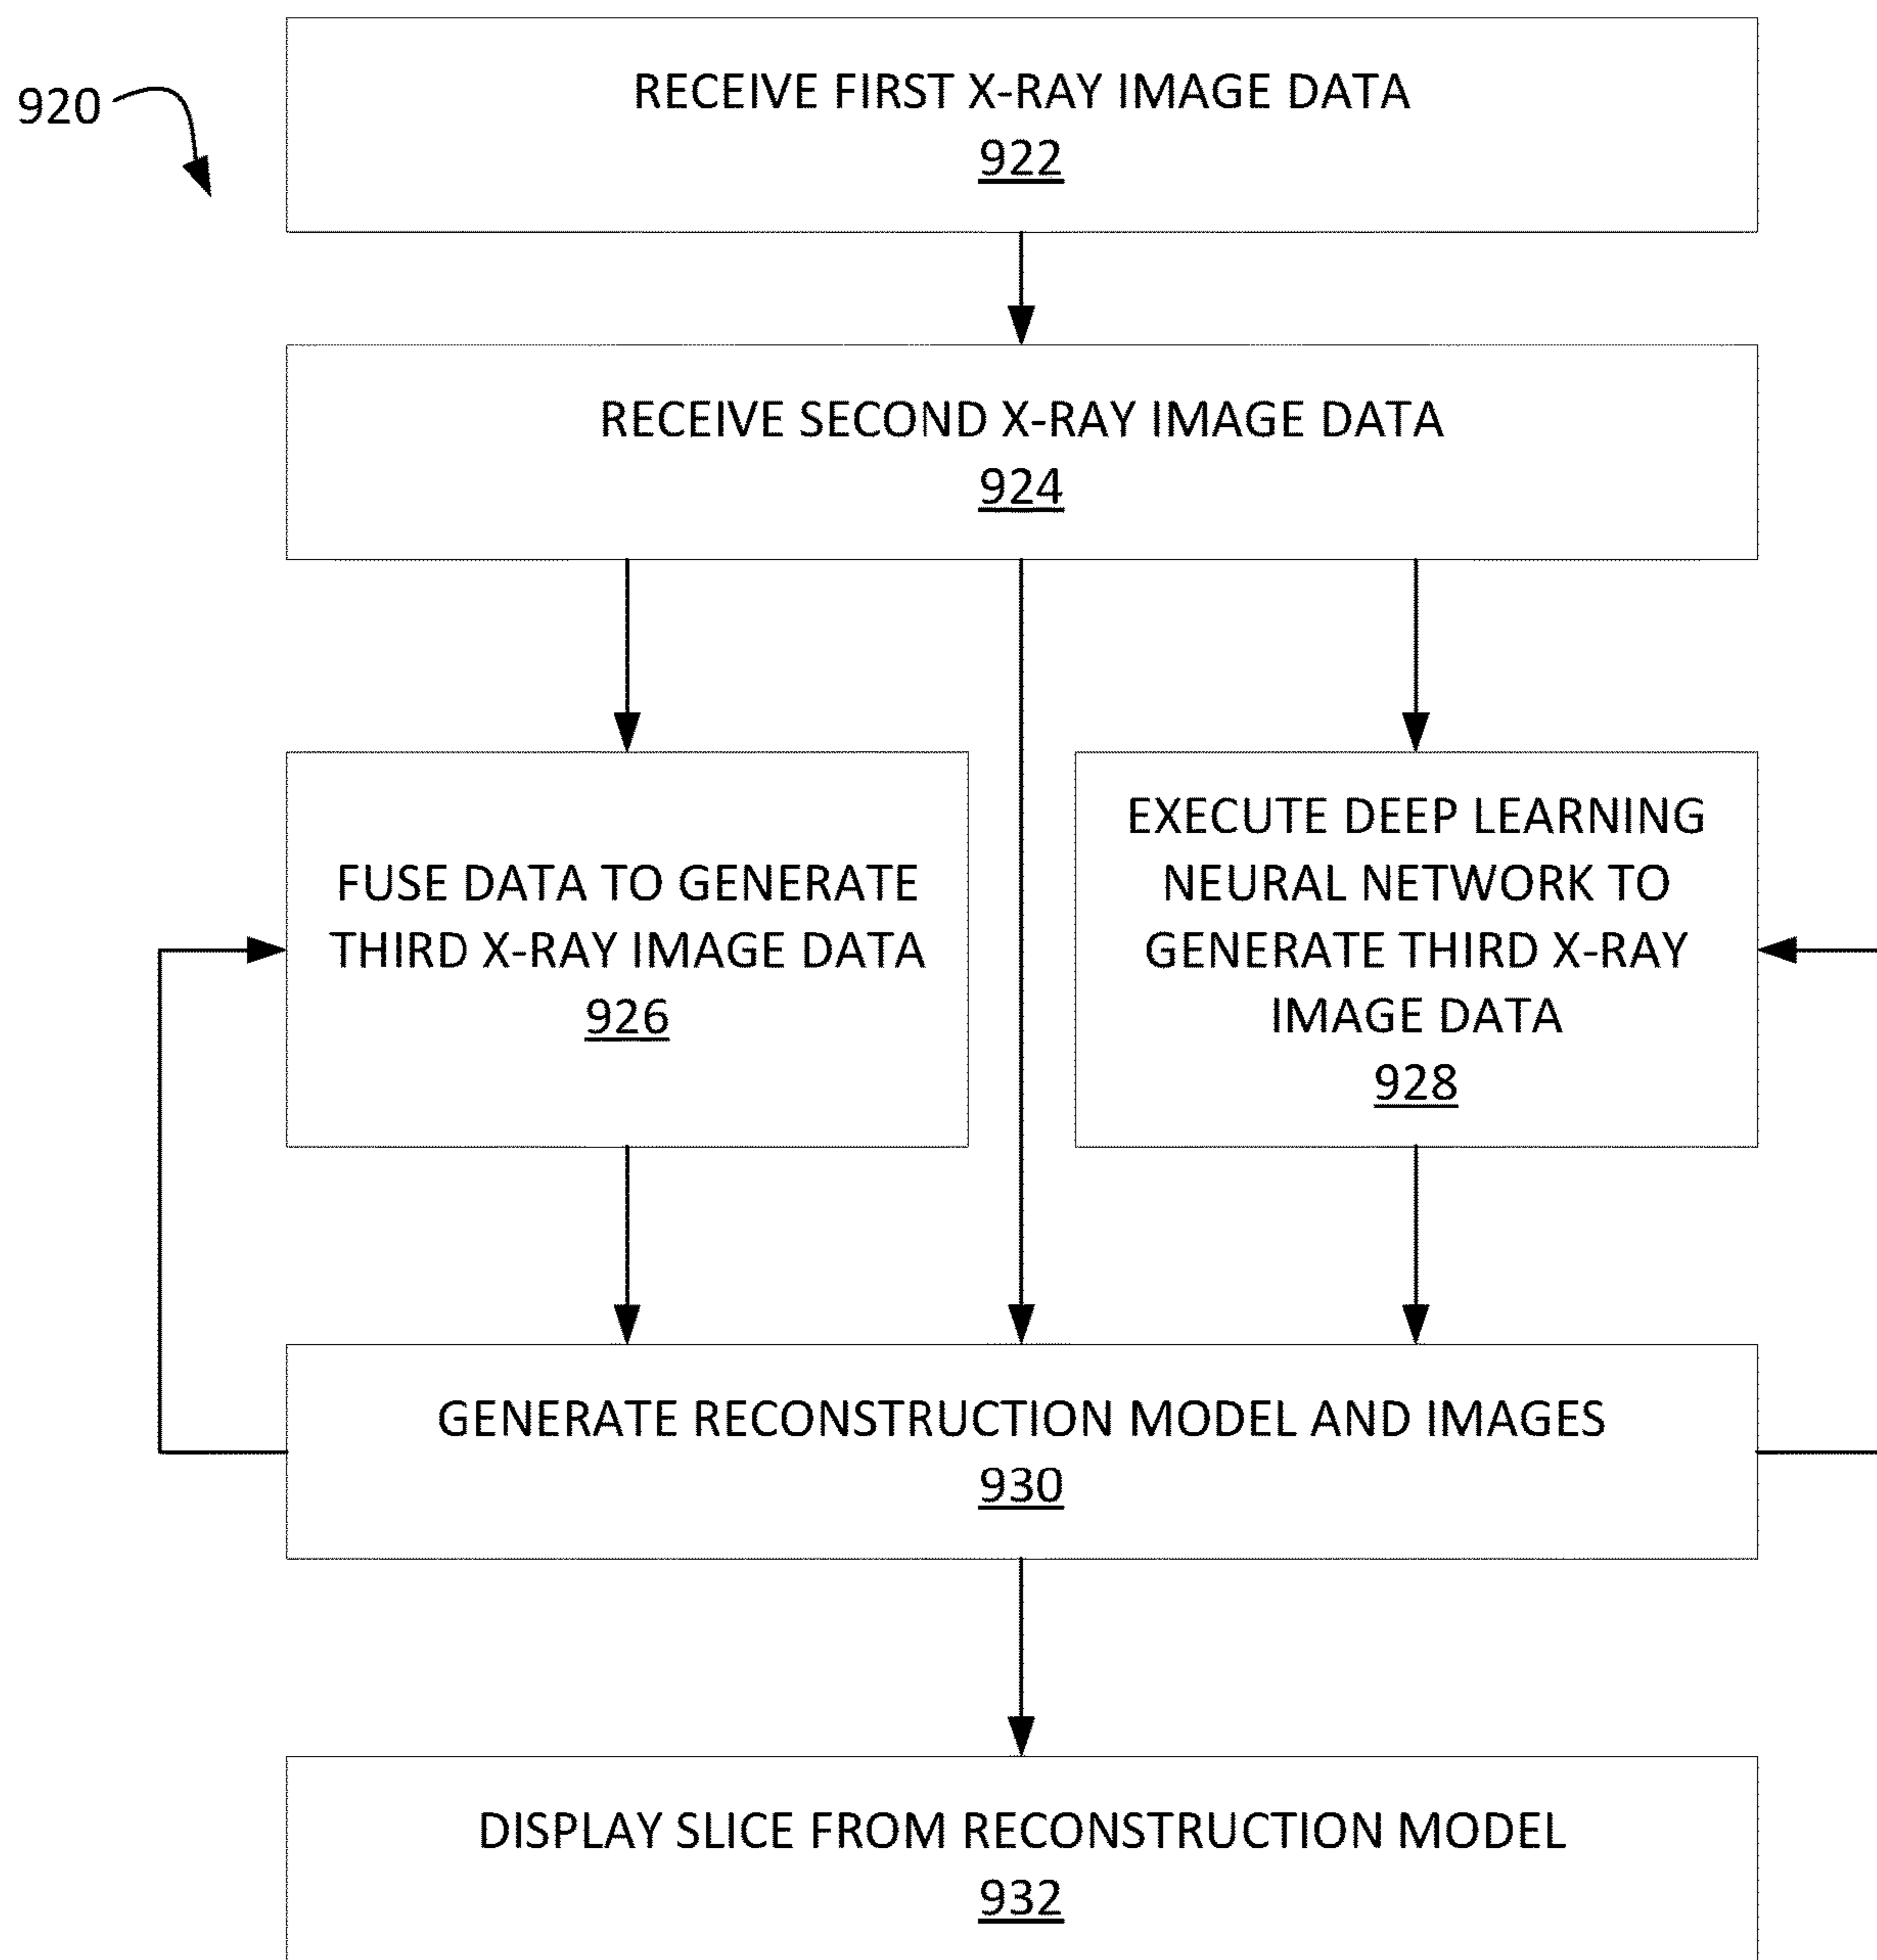 920
RECEIVE FIRST X-RAY IMAGE DATA
922
RECEIVE SECOND X-RAY IMAGE DATA
924
FUSE DATA TO GENERATE
THIRD X-RAY IMAGE DATA
926
EXECUTE DEEP LEARNING
NEURAL NETWORK TO
GENERATE THIRD X-RAY
IMAGE DATA
928
GENERATE RECONSTRUCTION MODEL AND IMAGES
930
DISPLAY SLICE FROM RECONSTRUCTION MODEL
932